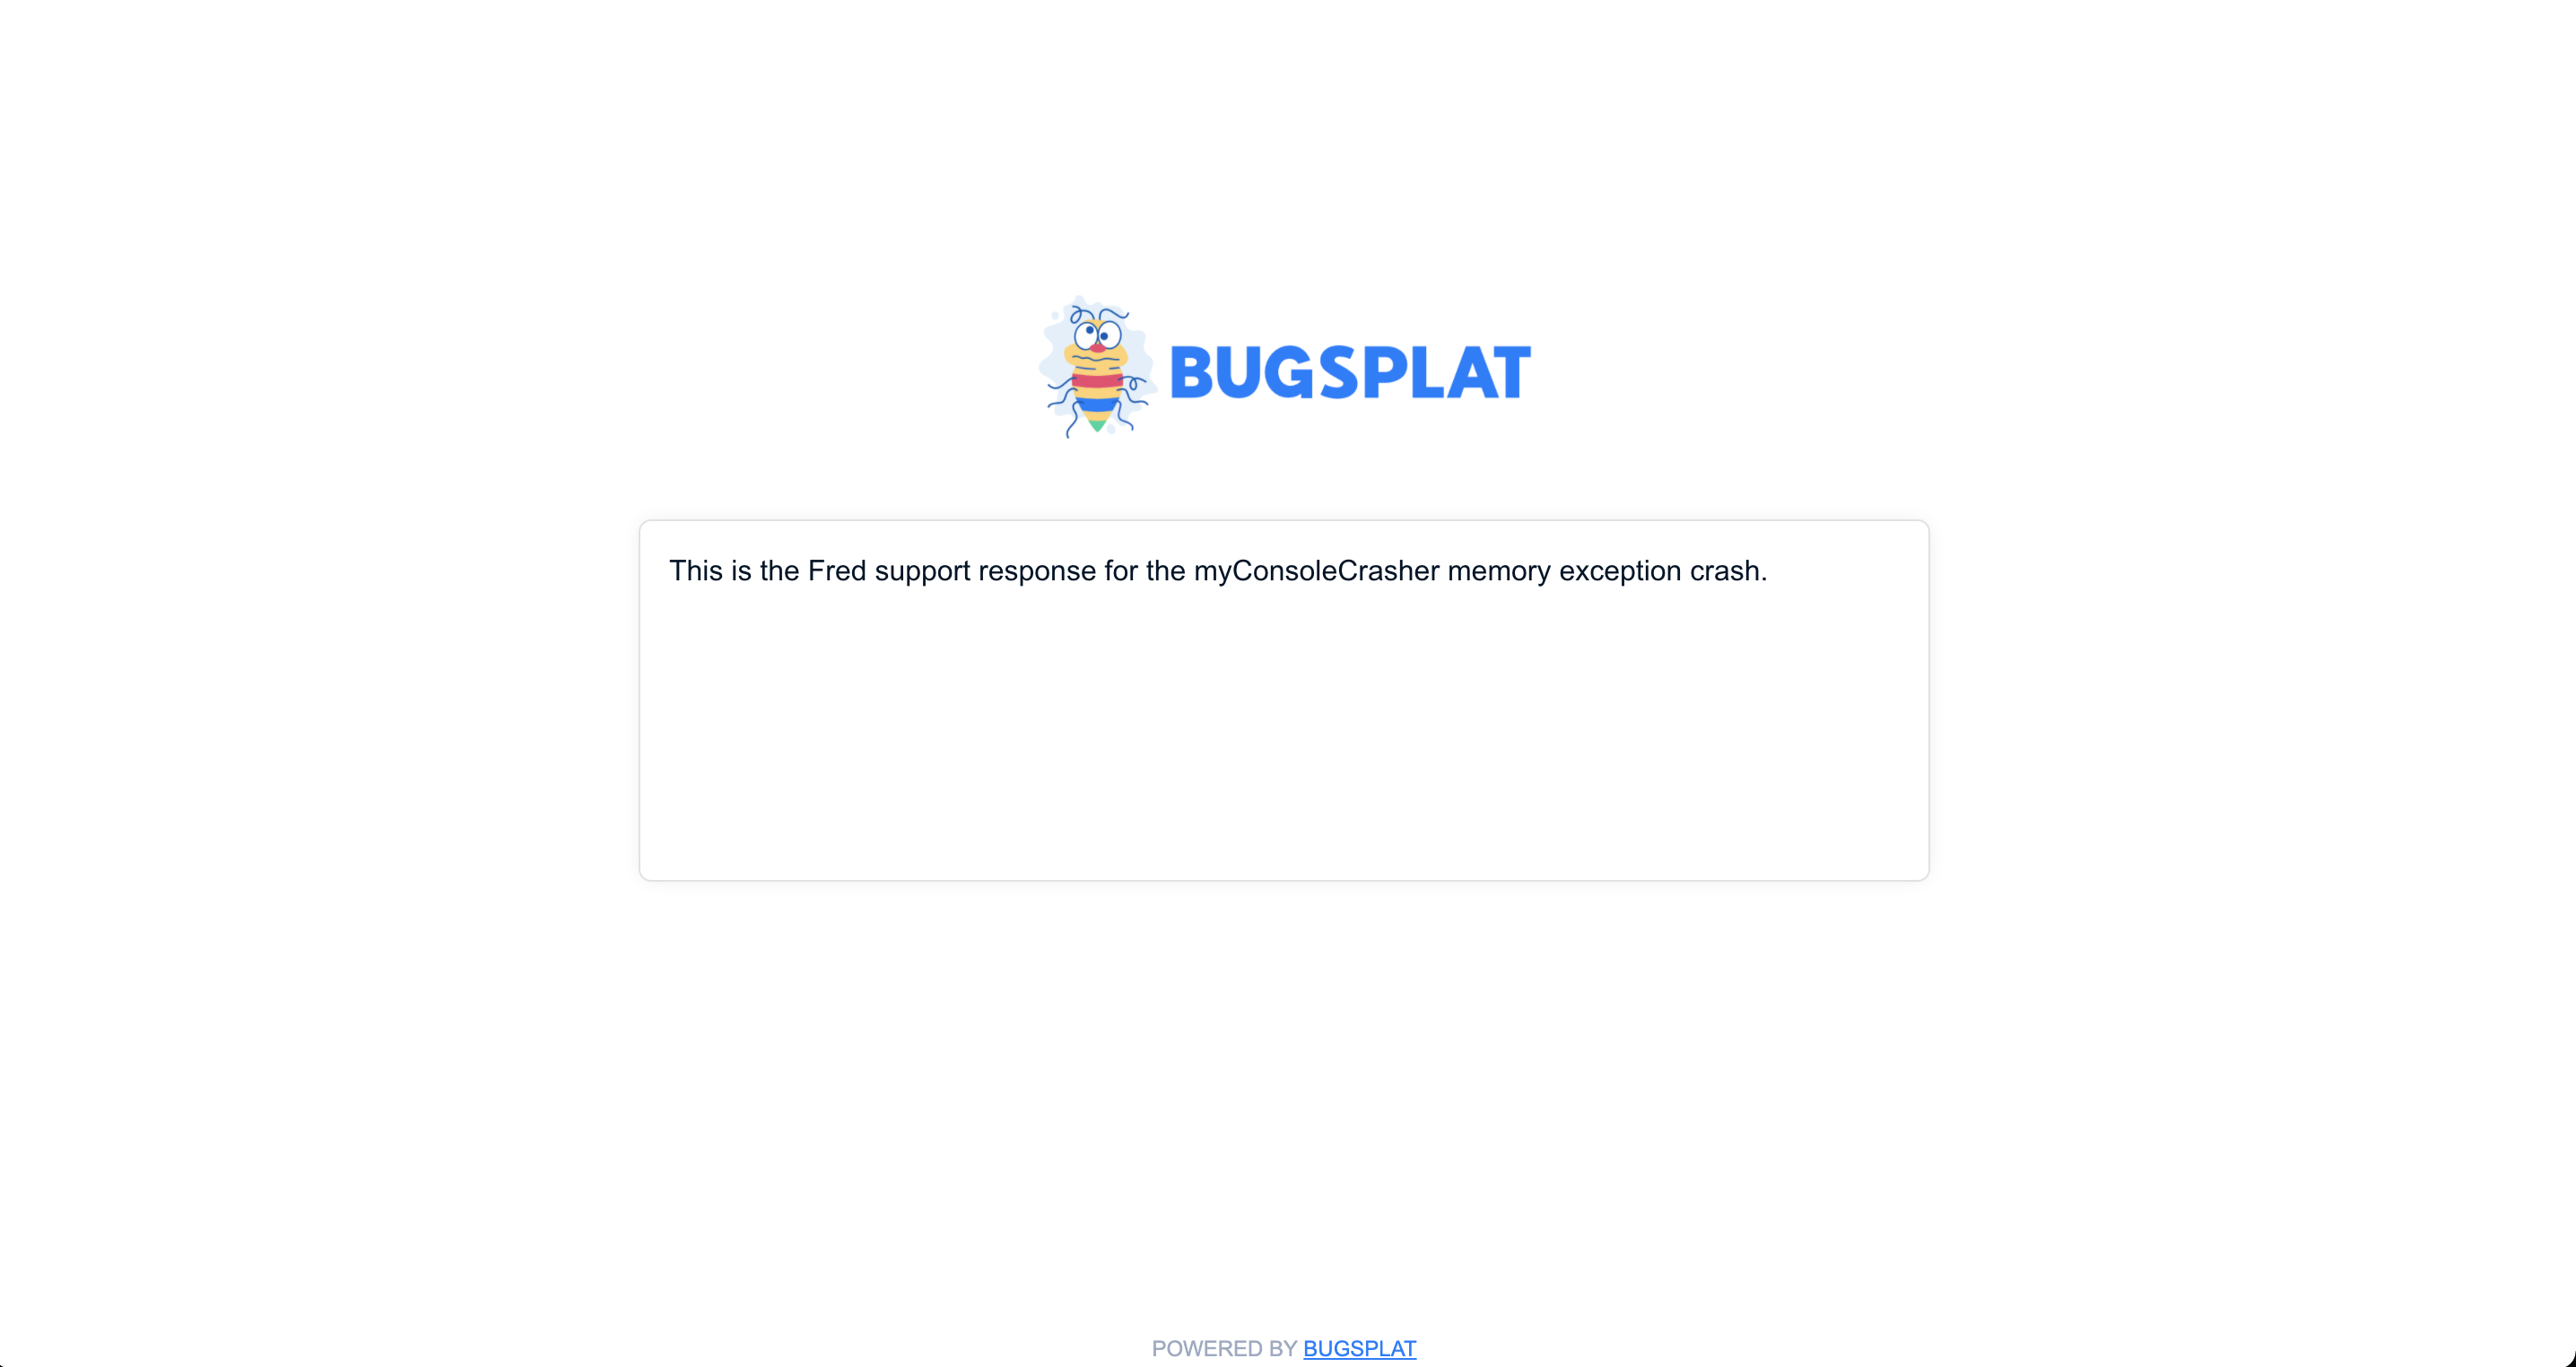 BUGSPLAT
This is the Fred support response for the myConsoleCrasher memory exception crash.
POWERED BY BUGSPLAT